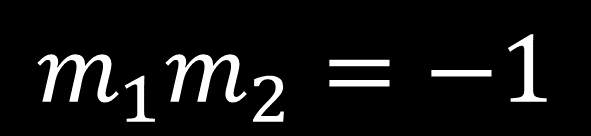 m₁m₂ = −1